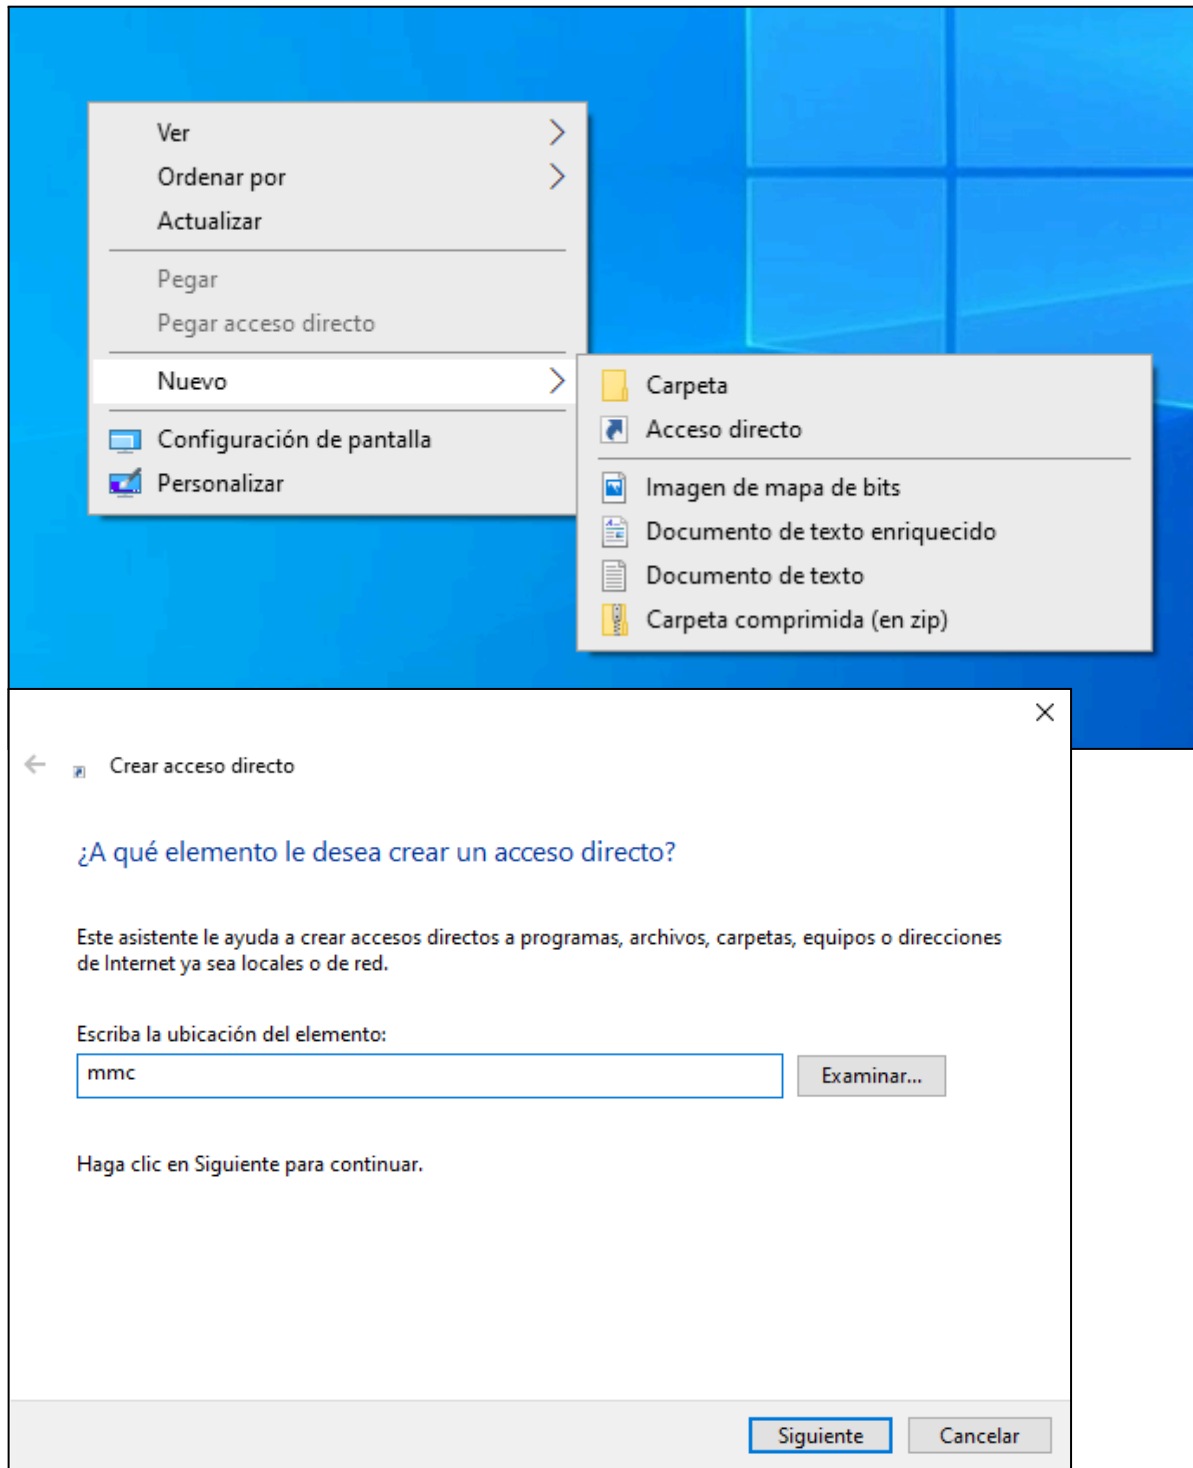 Ver
Ordenar por
Actualizar
Pegar
Pegar acceso directo
Nuevo
Configuración de pantalla
Personalizar
Carpeta
Acceso directo
Imagen de mapa de bits
Documento de texto enriquecido
Documento de texto
Carpeta comprimida (en zip)
Crear acceso directo
¿A qué elemento le desea crear un acceso directo?
Este asistente le ayuda a crear accesos directos a programas, archivos, carpetas, equipos o direcciones
de Internet ya sea locales o de red.
Escriba la ubicación del elemento:
mmc
Examinar...
Haga clic en Siguiente para continuar.
Siguiente
Cancelar